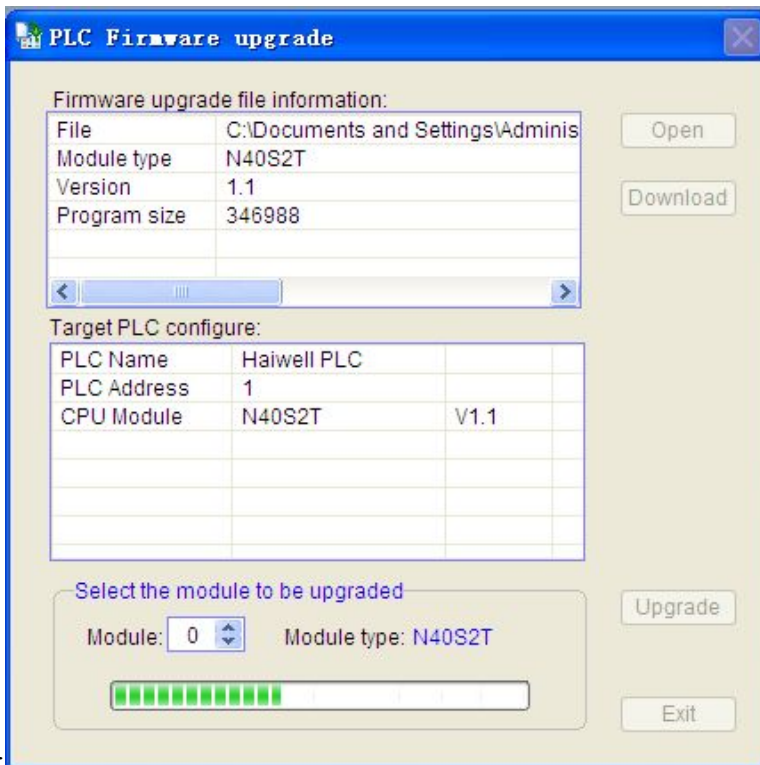 PLC Firmware upgrade
Firmware upgrade file information:
File C:\Documents and Settings\Adminis
Open
Module type N40S2T
Version 1.1
Download
Program size 346988
Target PLC configure:
PLC Name Haiwell PLC
PLC Address 1
CPU Module N40S2T V1.1
Select the module to be upgraded
Upgrade
Module: 0 Module type: N40S2T
Exit